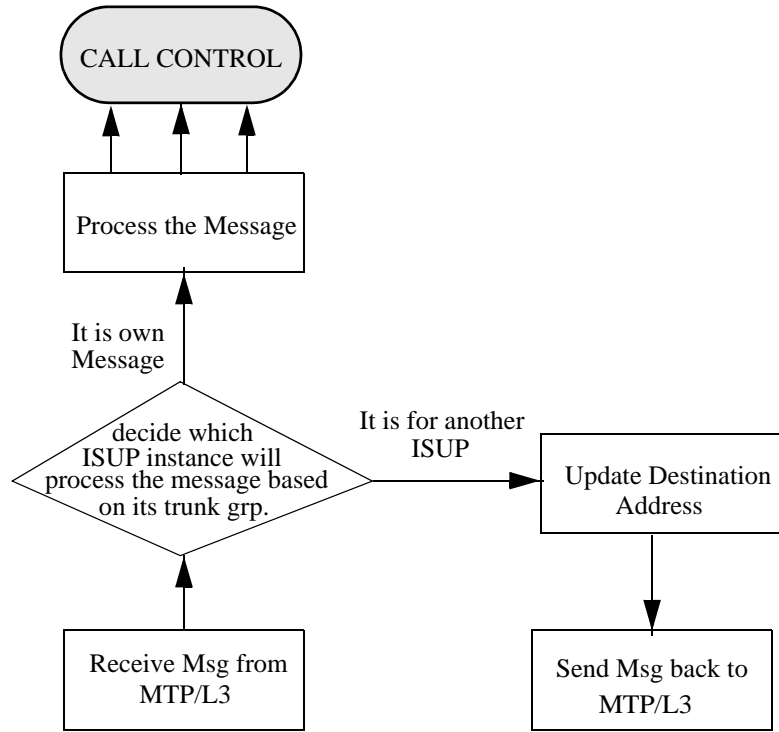 CALL CONTROL
Process the Message
It is own
Message
decide which
ISUP instance will
process the message based
on its trunk grp.
It is for another
ISUP
Update Destination
Address
Receive Msg from
MTP/L3
Send Msg back to
MTP/L3